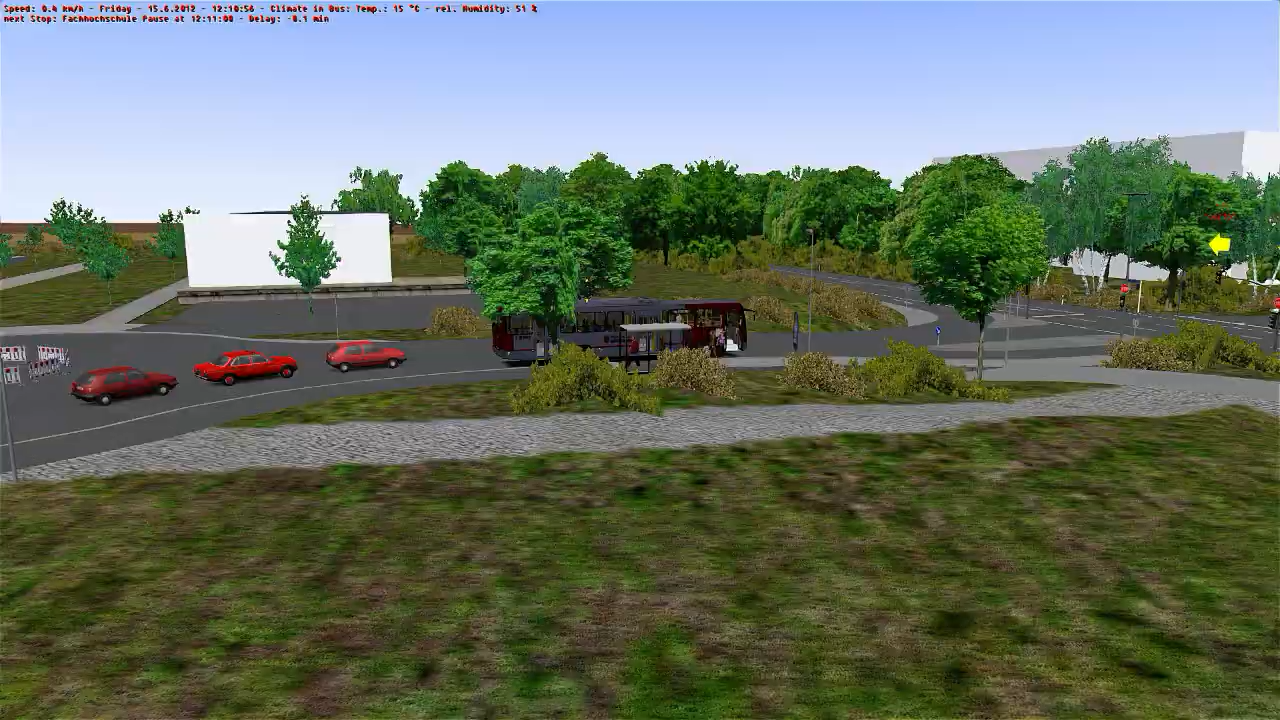 Speed: 0.4 km/h - Friday - 15.6.2012 - 12:10:56 - Climate in Bus: Temp.: 15 °C - rel. Humidity: 51 %
next Stop: Fachhochschule Pause at 12:11:00 - Delay: -0.1 min